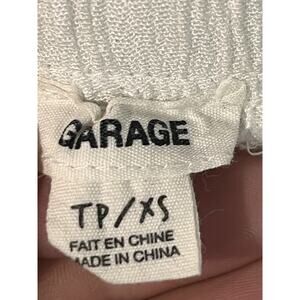 GARAGE
TP/XS
FAIT EN CHINE
MADE IN CHINA